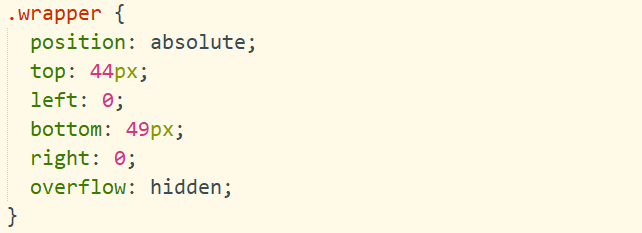 .wrapper {
  position: absolute;
  top: 44px;
  left: 0;
  bottom: 49px;
  right: 0;
  overflow: hidden;
}